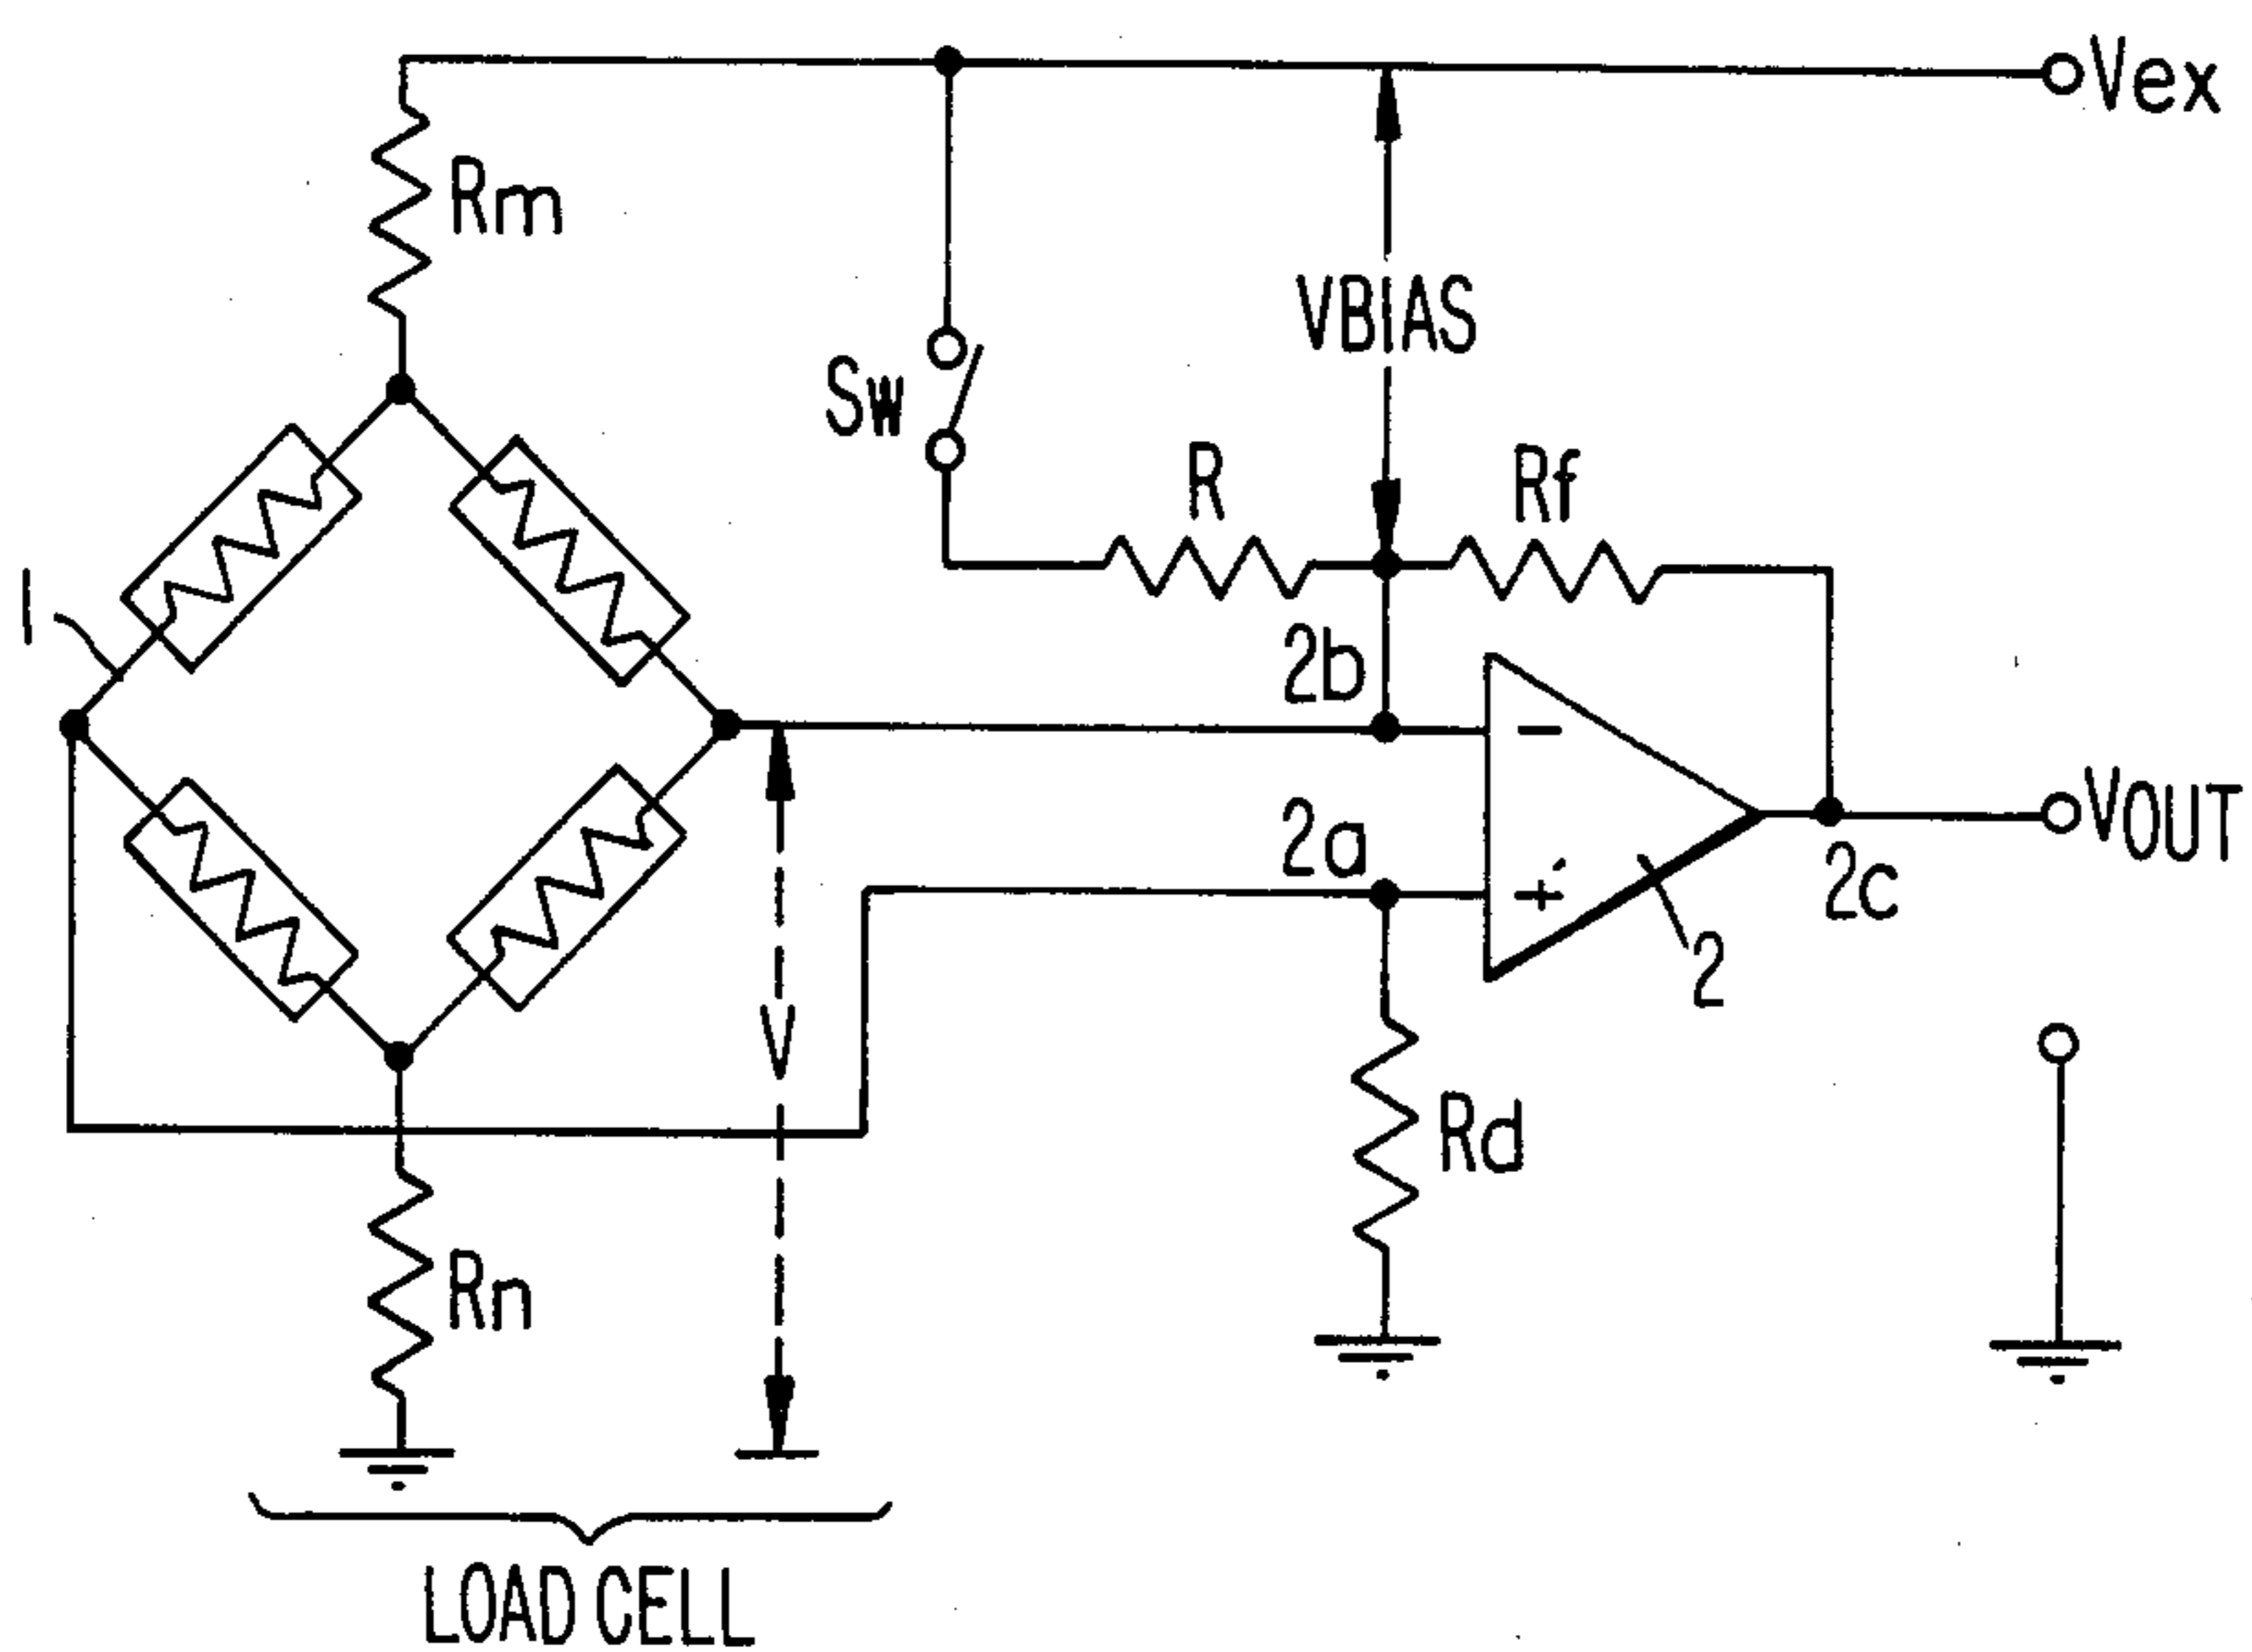 Vex
Rm
VBIAS
Sw
R
Rf
1
2b
2a
VOUT
2c
2
V
Rd
Rn
LOAD CELL
-
+